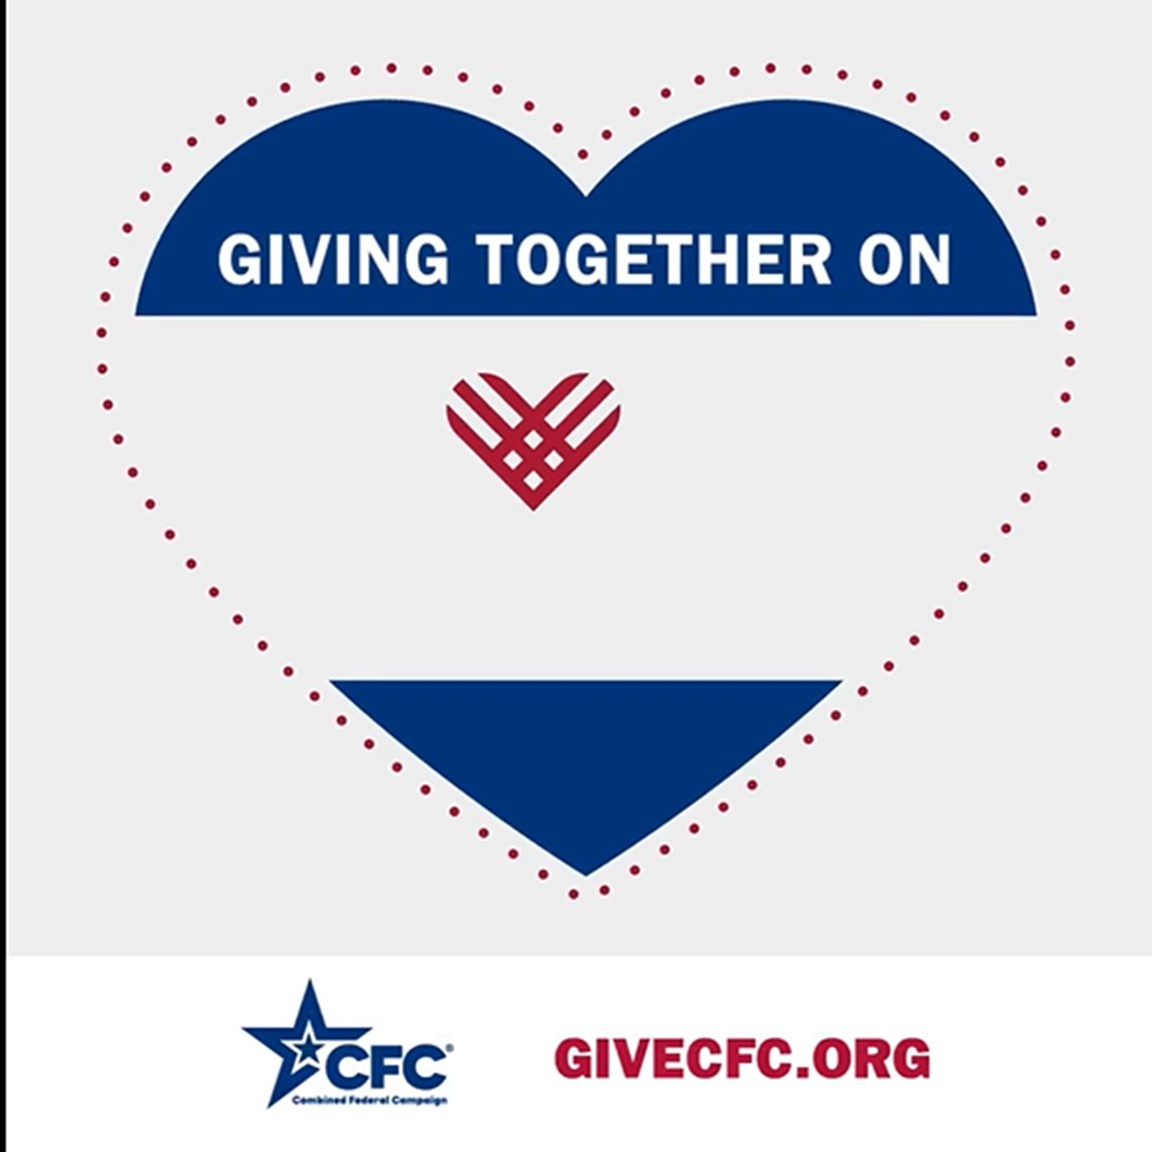 GIVING TOGETHER ON
CFC®
Combined Federal Campaign
GIVECFC.ORG